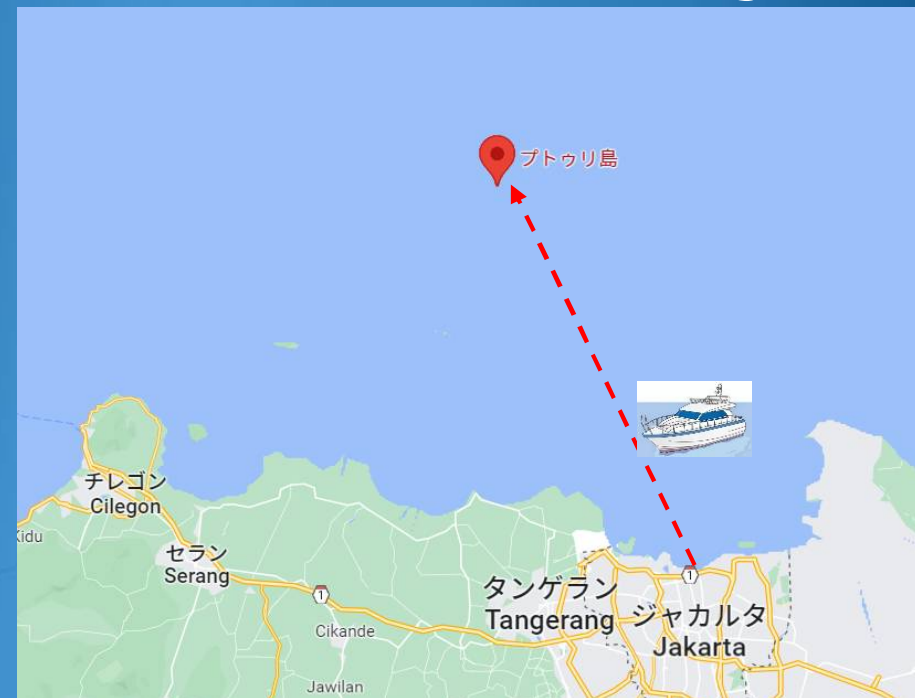 プトゥリ島
チレゴン
Cilegon
セラン
Serang
1
Cikande
タンゲラン
Tangerang
1
ジャカルタ
Jakarta
Jawilan